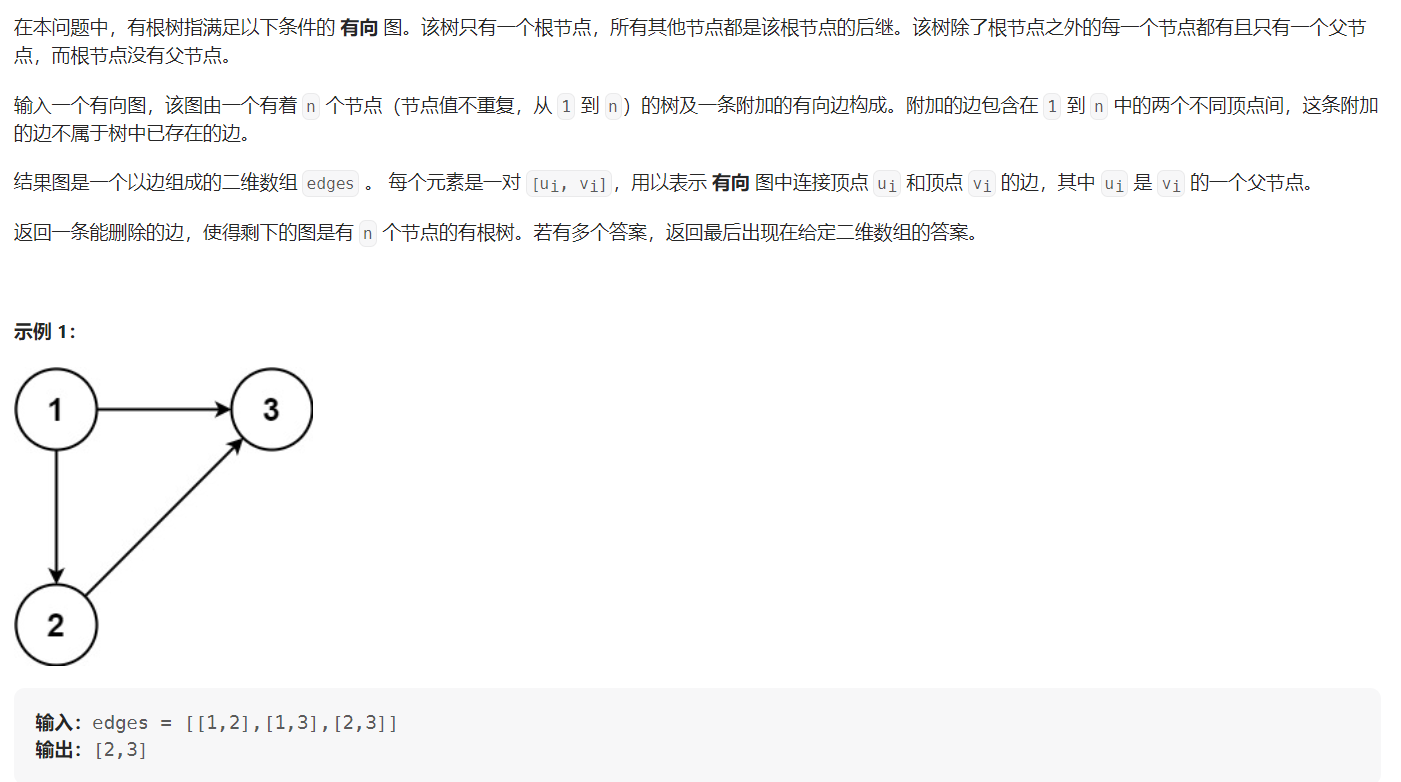 在本问题中，有根树指满足以下条件的 有向 图。该树只有一个根节点，所有其他节点都是该根节点的后继。该树除了根节点之外的每一个节点都有且只有一个父节
点，而根节点没有父节点。
输入一个有向图，该图由一个有着 n 个节点（节点值不重复，从 1 到 n）的树及一条附加的有向边构成。附加的边包含在 1 到 n 中的两个不同顶点间，这条附加
的边不属于树中已存在的边。
结果图是一个以边组成的二维数组 edges 。 每个元素是一对 [ui, vi]，用以表示 有向 图中连接顶点 ui 和顶点 vi 的边，其中 ui 是 vi 的一个父节点。
返回一条能删除的边，使得剩下的图是有 n 个节点的有根树。若有多个答案，返回最后出现在给定二维数组的答案。
示例 1：
1
3
2
输入：edges = [[1,2],[1,3],[2,3]]
输出：[2,3]